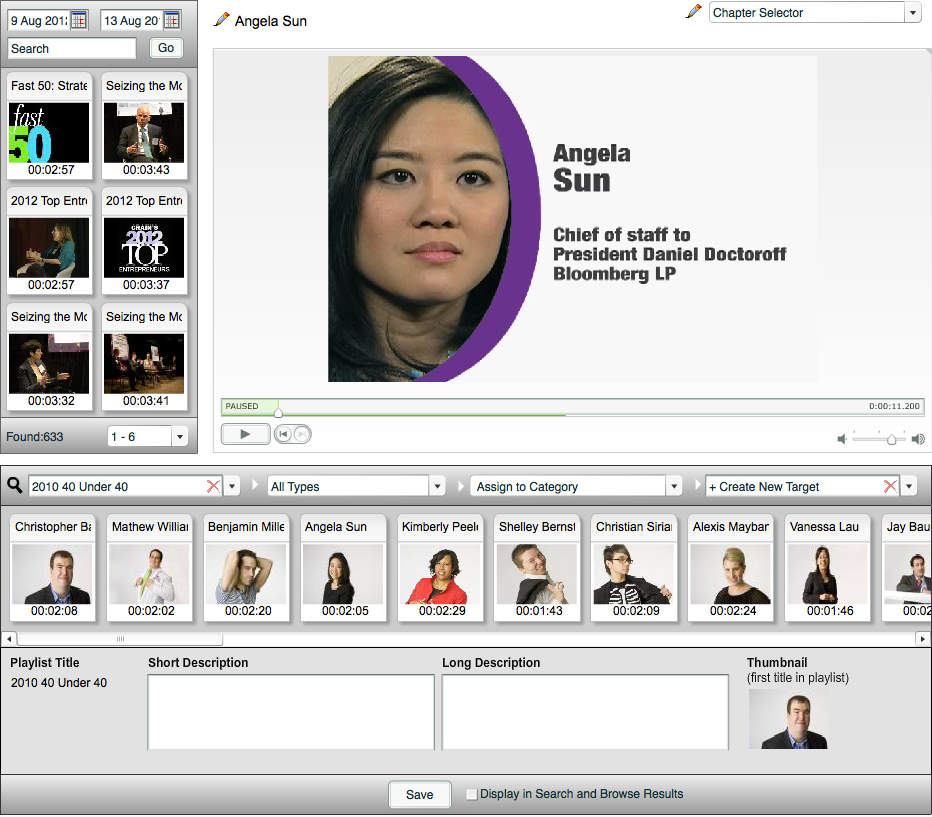 9 Aug 2012
13 Aug 20
Search
Go
Fast 50: Strate
Seizing the Mo
fast
50
00:02:57
00:03:43
2012 Top Entre
2012 Top Entre
CRAIN'S
2012
TOP
ENTREPRENEURS
00:02:57
00:03:37
Seizing the Mo
Seizing the Mo
00:03:32
00:03:41
Found:633
1 - 6
Angela Sun
Chapter Selector
Angela
Sun
Chief of staff to
President Daniel Doctoroff
Bloomberg LP
PAUSED
0:00:11.200
2010 40 Under 40
All Types
Assign to Category
+ Create New Target
Christopher Ba
Mathew Williar
Benjamin Mille
Angela Sun
Kimberly Peele
Shelley Bernst
Christian Siriar
Alexis Maybar
Vanessa Lau
Jay Bau
00:02:08
00:02:02
00:02:20
00:02:05
00:02:29
00:01:43
00:02:09
00:02:24
00:01:46
00:02
Playlist Title
Short Description
Long Description
Thumbnail
2010 40 Under 40
(first title in playlist)
Save
Display in Search and Browse Results